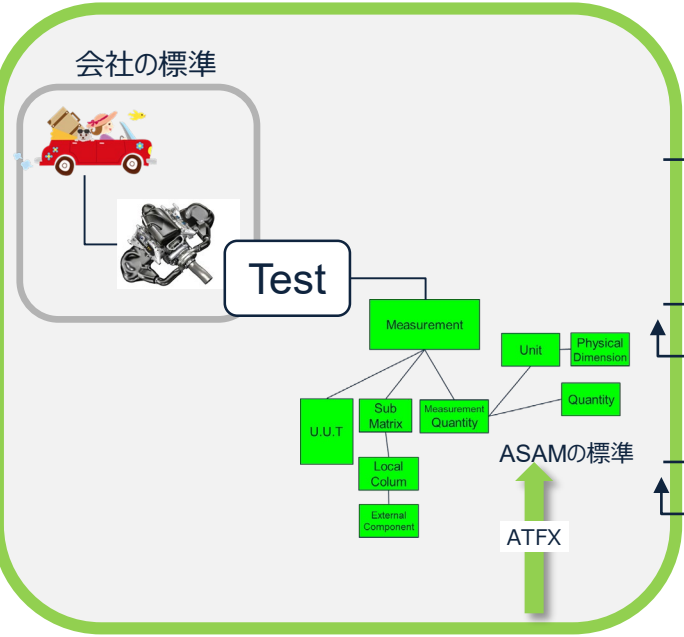 会社の標準
Test
Measurement
Unit
Physical
Dimension
U.U.T
Sub
Matrix
Measurement
Quantity
Quantity
Local
Colum
ASAMの標準
External
Component
ATFX